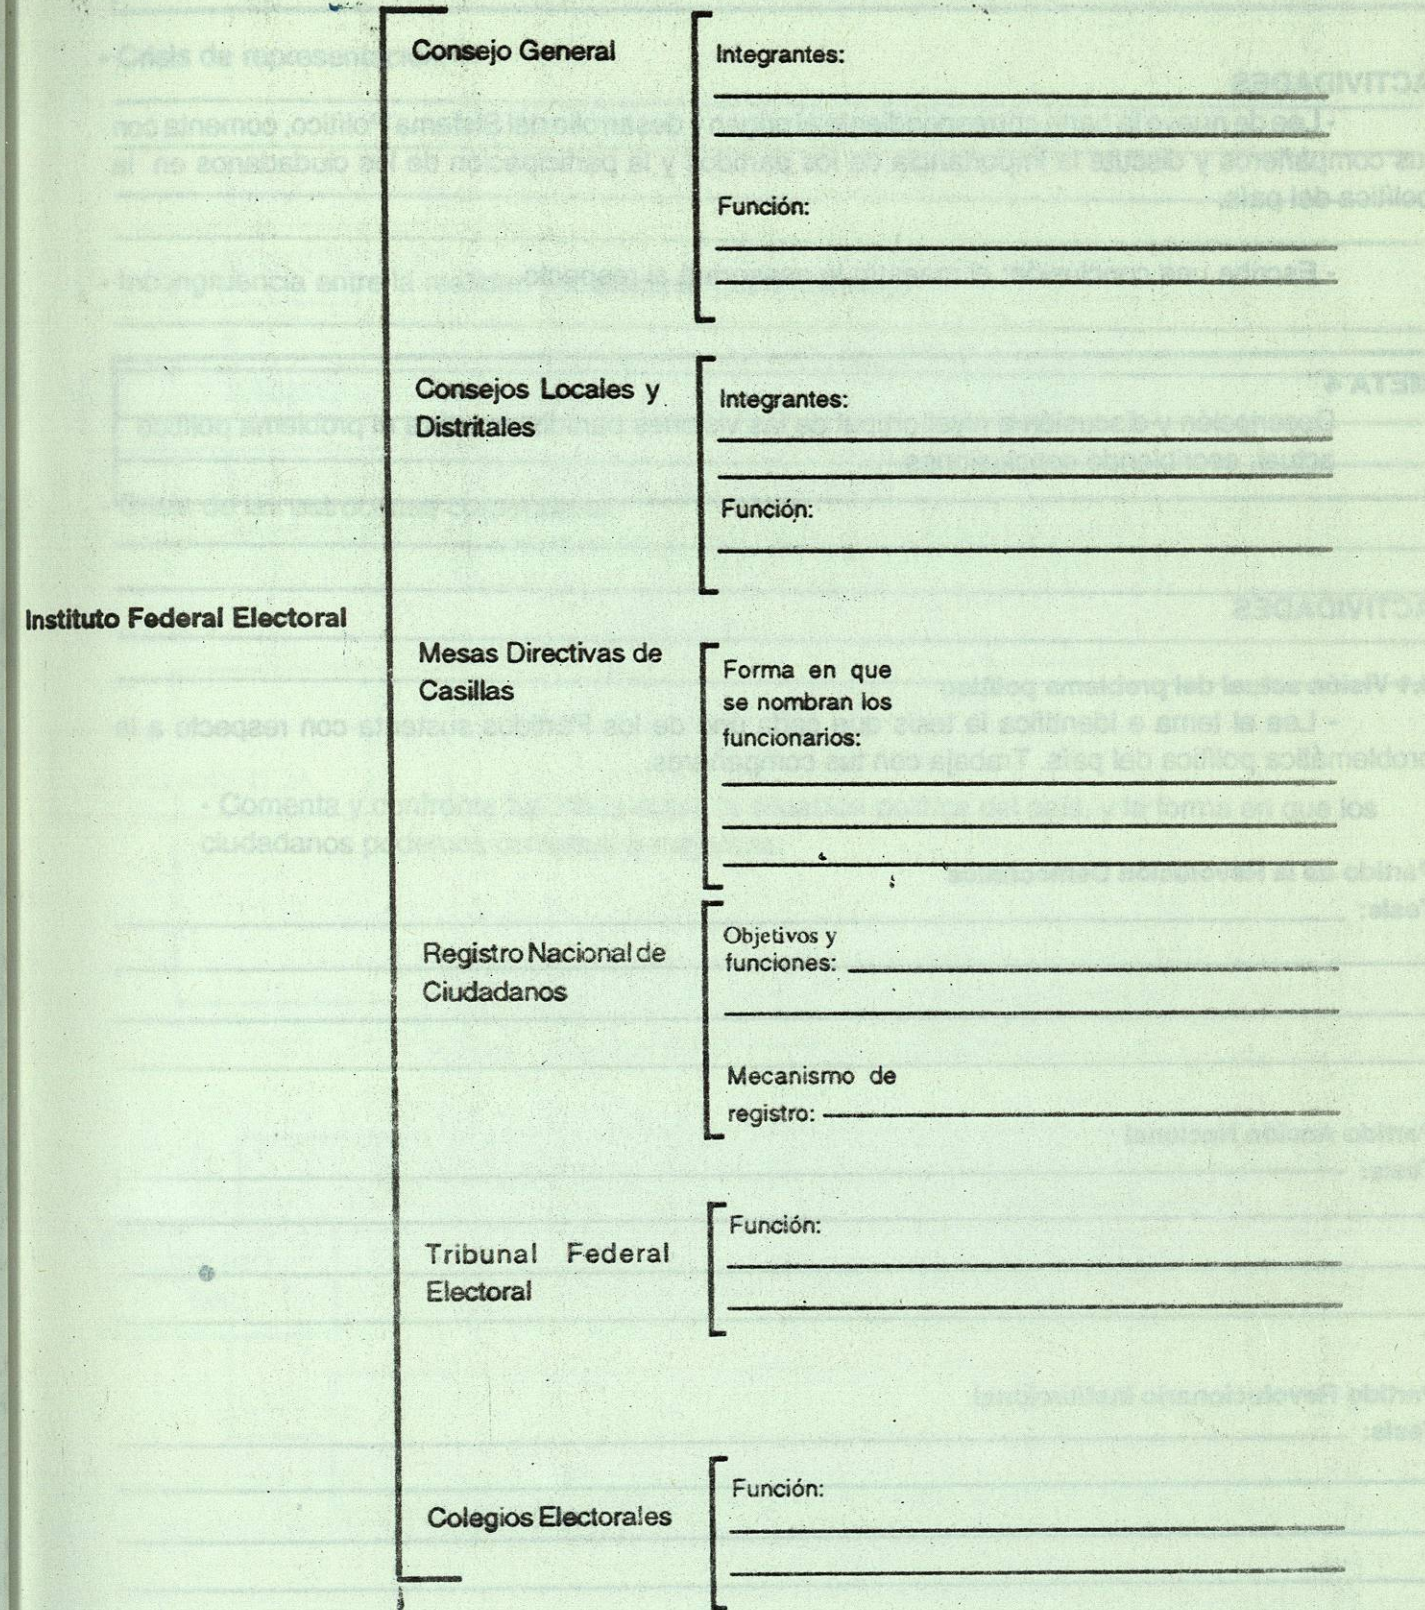 Consejo General
Integrantes:
Función:
Consejos Locales y
Distritales
Integrantes:
Función:
Instituto Federal Electoral
Mesas Directivas de
Casillas
Forma en que
se nombran los
funcionarios:
Registro Nacional de
Ciudadanos
Objetivos y
funciones:
Mecanismo de
registro:
Tribunal Federal
Electoral
Función:
Colegios Electorales
Función: